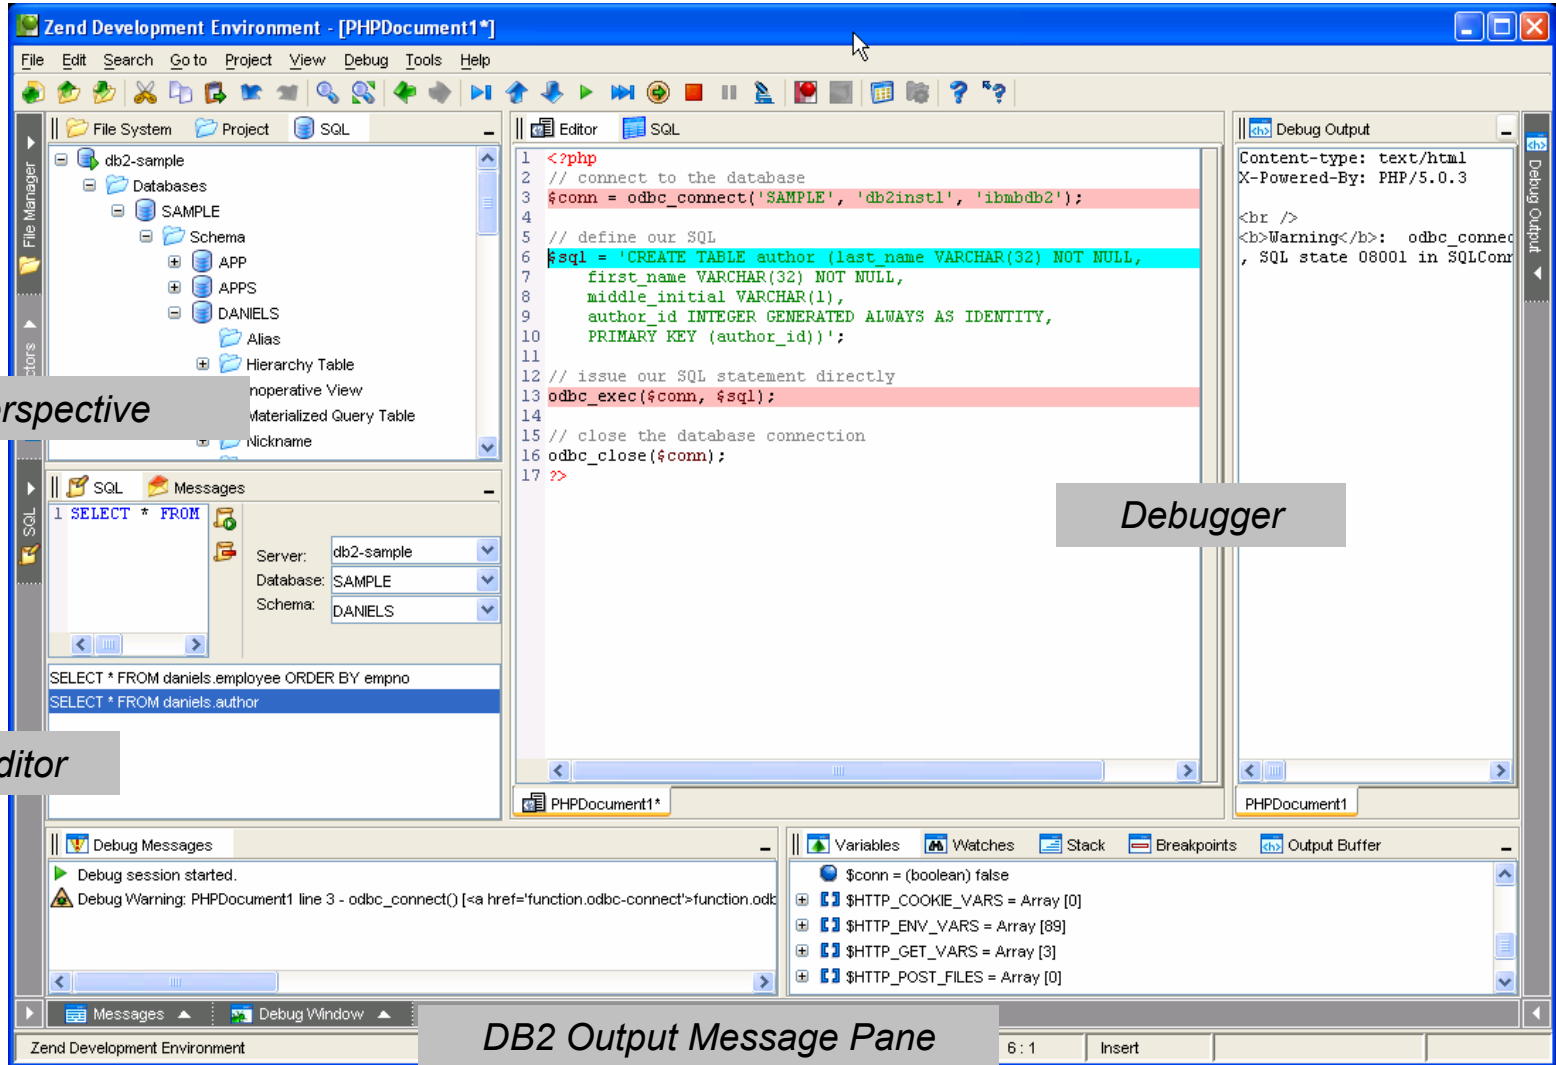 Zend Development Environment - [PHPDocument1*]
File Edit Search Go to Project View Debug Tools Help
File System Project SQL
File Manager
db2-sample
Databases
SAMPLE
Schema
APP
APPS
DANIELS
Alias
Hierarchy Table
noperative View
Materialized Query Table
Nickname
ctors
erspective
SQL Messages
SQL
1 SELECT * FROM
Server: db2-sample
Database: SAMPLE
Schema: DANIELS
SELECT * FROM daniels.employee ORDER BY empno
SELECT * FROM daniels.author
ditor
Editor SQL
1 <?php
2 // connect to the database
3 $conn = odbc_connect('SAMPLE', 'db2inst1', 'ibmbdb2');
4
5 // define our SQL
6 $sql = 'CREATE TABLE author (last_name VARCHAR(32) NOT NULL,
7 first_name VARCHAR(32) NOT NULL,
8 middle_initial VARCHAR(1),
9 author_id INTEGER GENERATED ALWAYS AS IDENTITY,
10 PRIMARY KEY (author_id))';
11
12 // issue our SQL statement directly
13 odbc_exec($conn, $sql);
14
15 // close the database connection
16 odbc_close($conn);
17 ?>
Debugger
PHPDocument1*
Debug Output
Content-type: text/html
X-Powered-By: PHP/5.0.3
<br />
<b>Warning</b>: odbc_connec
, SQL state 08001 in SQLConn
PHPDocument1
Debug Output
Debug Messages
Debug session started.
Debug Warning: PHPDocument1 line 3 - odbc_connect() [<a href='function.odbc-connect'>function.odb
Variables Watches Stack Breakpoints Output Buffer
$conn = (boolean) false
$HTTP_COOKIE_VARS = Array [0]
$HTTP_ENV_VARS = Array [89]
$HTTP_GET_VARS = Array [3]
$HTTP_POST_FILES = Array [0]
Messages Debug Window
DB2 Output Message Pane
Zend Development Environment 6 : 1 Insert